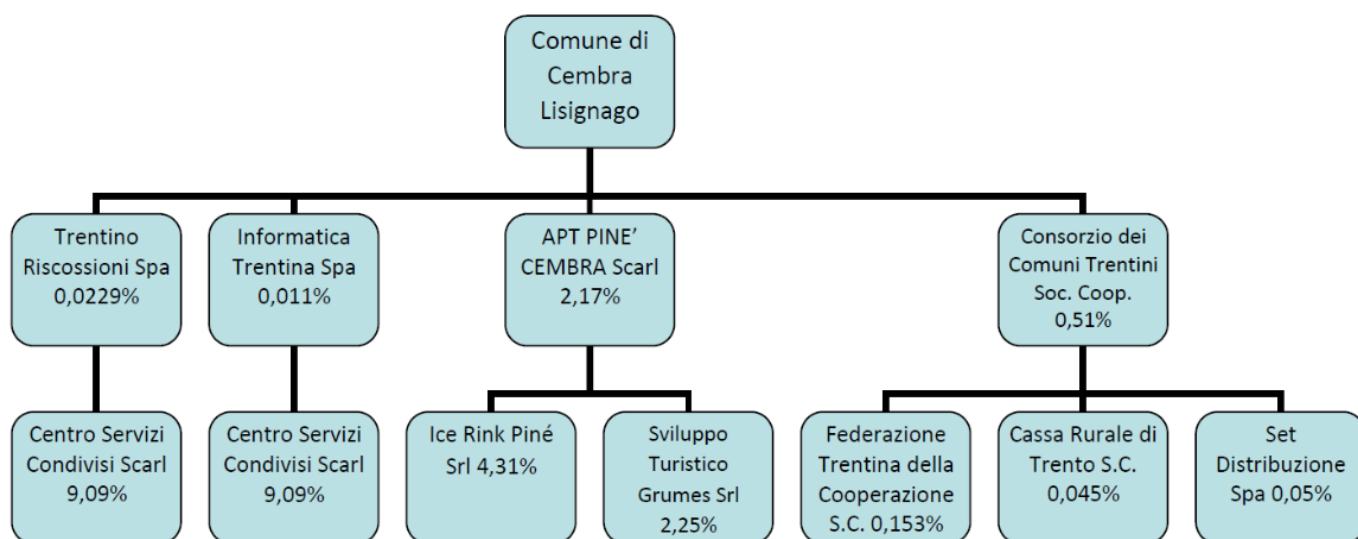 Comune di
Cembra
Lisignago
Trentino
Riscossioni Spa
0,0229%
Informatica
Trentina Spa
0,011%
APT PINE’
CEMBRA Scarl
2,17%
Consorzio dei
Comuni Trentini
Soc. Coop.
0,51%
Centro Servizi
Condivisi Scarl
9,09%
Centro Servizi
Condivisi Scarl
9,09%
Ice Rink Piné
Srl 4,31%
Sviluppo
Turistico
Grumes Srl
2,25%
Federazione
Trentina della
Cooperazione
S.C. 0,153%
Cassa Rurale di
Trento S.C.
0,045%
Set
Distribuzione
Spa 0,05%